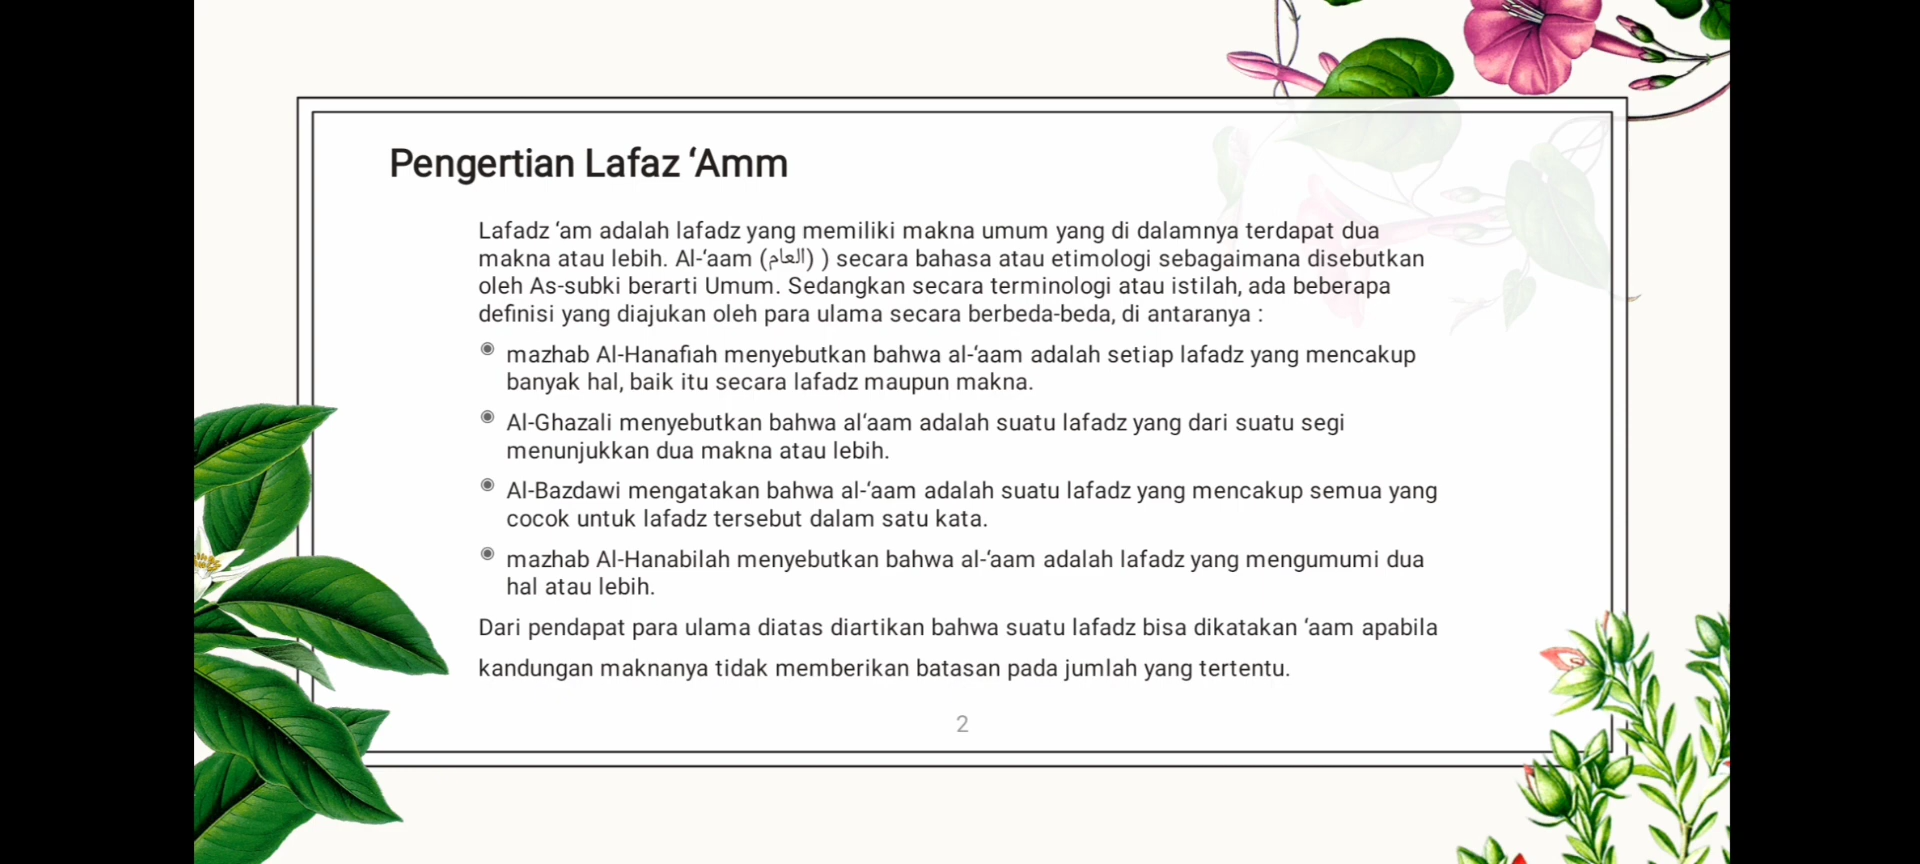 Pengertian Lafaz ‘Amm
Lafadz ‘am adalah lafadz yang memiliki makna umum yang di dalamnya terdapat dua
makna atau lebih. Al-‘aam (العام) ) secara bahasa atau etimologi sebagaimana disebutkan
oleh As-subki berarti Umum. Sedangkan secara terminologi atau istilah, ada beberapa
definisi yang diajukan oleh para ulama secara berbeda-beda, di antaranya :
◉ mazhab Al-Hanafiah menyebutkan bahwa al-‘aam adalah setiap lafadz yang mencakup
banyak hal, baik itu secara lafadz maupun makna.
◉ Al-Ghazali menyebutkan bahwa al‘aam adalah suatu lafadz yang dari suatu segi
menunjukkan dua makna atau lebih.
◉ Al-Bazdawi mengatakan bahwa al-‘aam adalah suatu lafadz yang mencakup semua yang
cocok untuk lafadz tersebut dalam satu kata.
◉ mazhab Al-Hanabilah menyebutkan bahwa al-‘aam adalah lafadz yang mengumumi dua
hal atau lebih.
Dari pendapat para ulama diatas diartikan bahwa suatu lafadz bisa dikatakan ‘aam apabila
kandungan maknanya tidak memberikan batasan pada jumlah yang tertentu.
2